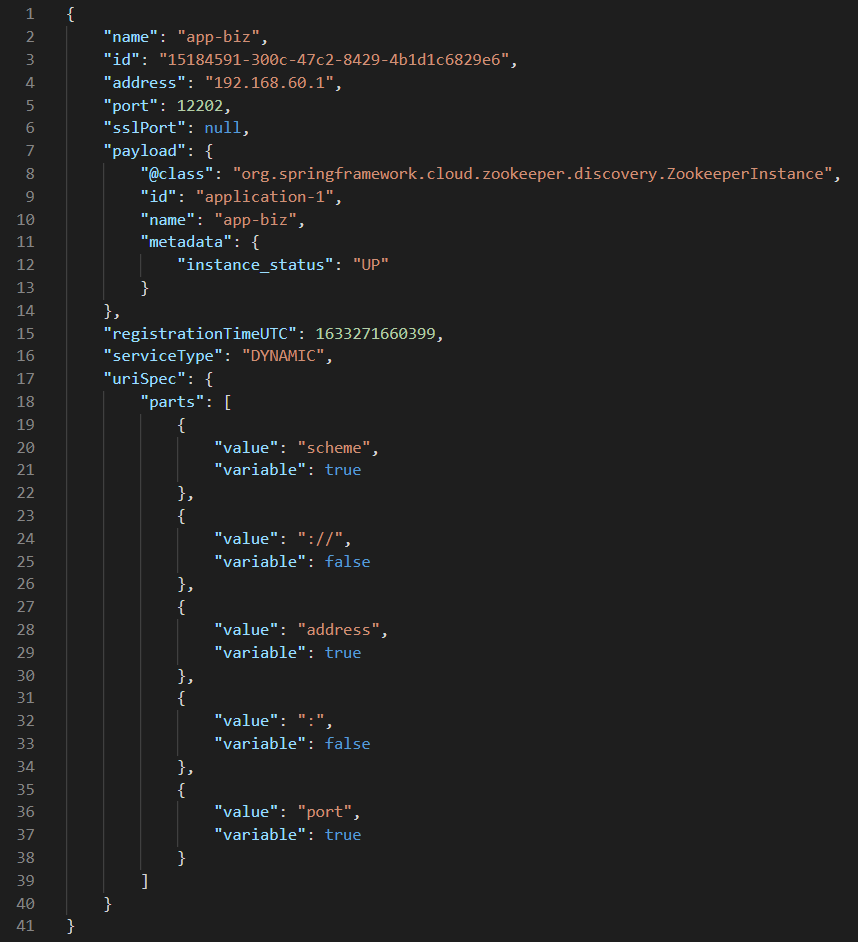 1 {
2     "name": "app-biz",
3     "id": "15184591-300c-47c2-8429-4b1d1c6829e6",
4     "address": "192.168.60.1",
5     "port": 12202,
6     "sslPort": null,
7     "payload": {
8         "@class": "org.springframework.cloud.zookeeper.discovery.ZookeeperInstance",
9         "id": "application-1",
10         "name": "app-biz",
11         "metadata": {
12             "instance_status": "UP"
13         }
14     },
15     "registrationTimeUTC": 1633271660399,
16     "serviceType": "DYNAMIC",
17     "uriSpec": {
18         "parts": [
19             {
20                 "value": "scheme",
21                 "variable": true
22             },
23             {
24                 "value": "://",
25                 "variable": false
26             },
27             {
28                 "value": "address",
29                 "variable": true
30             },
31             {
32                 "value": ":",
33                 "variable": false
34             },
35             {
36                 "value": "port",
37                 "variable": true
38             }
39         ]
40     }
41 }